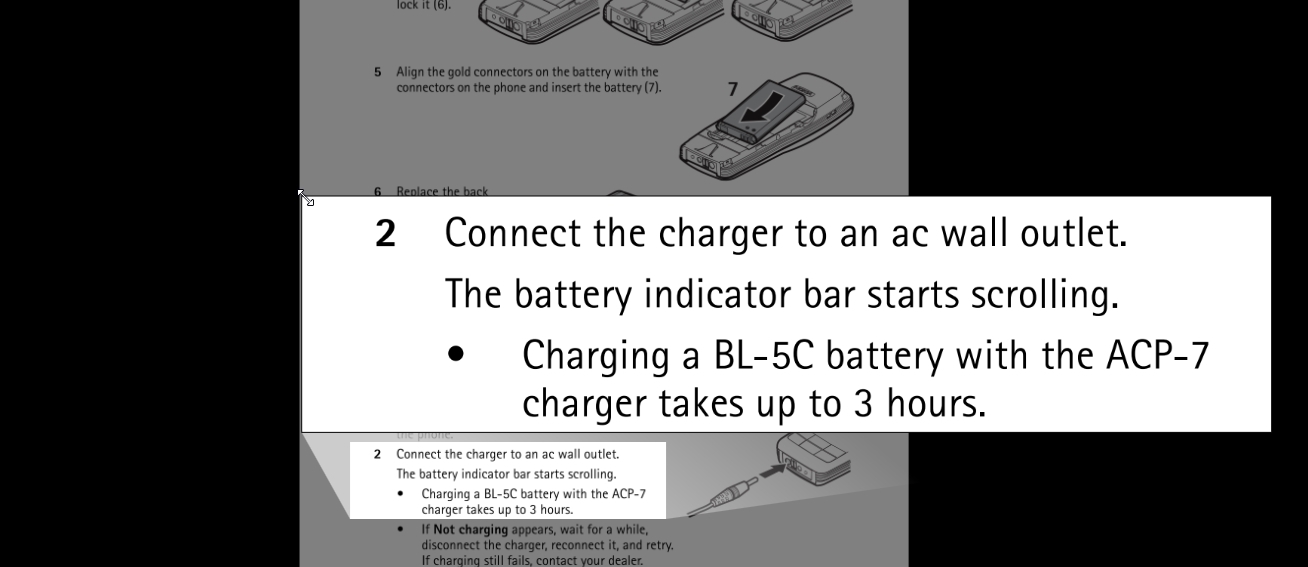 lock it (6).
5 Align the gold connectors on the battery with the
connectors on the phone and insert the battery (7).
7
6 Replace the back
2 Connect the charger to an ac wall outlet.
The battery indicator bar starts scrolling.
• Charging a BL-5C battery with the ACP-7
charger takes up to 3 hours.
the phone.
2 Connect the charger to an ac wall outlet.
The battery indicator bar starts scrolling.
• Charging a BL-5C battery with the ACP-7
charger takes up to 3 hours.
• If Not charging appears, wait for a while,
disconnect the charger, reconnect it, and retry.
If charging still fails, contact your dealer.